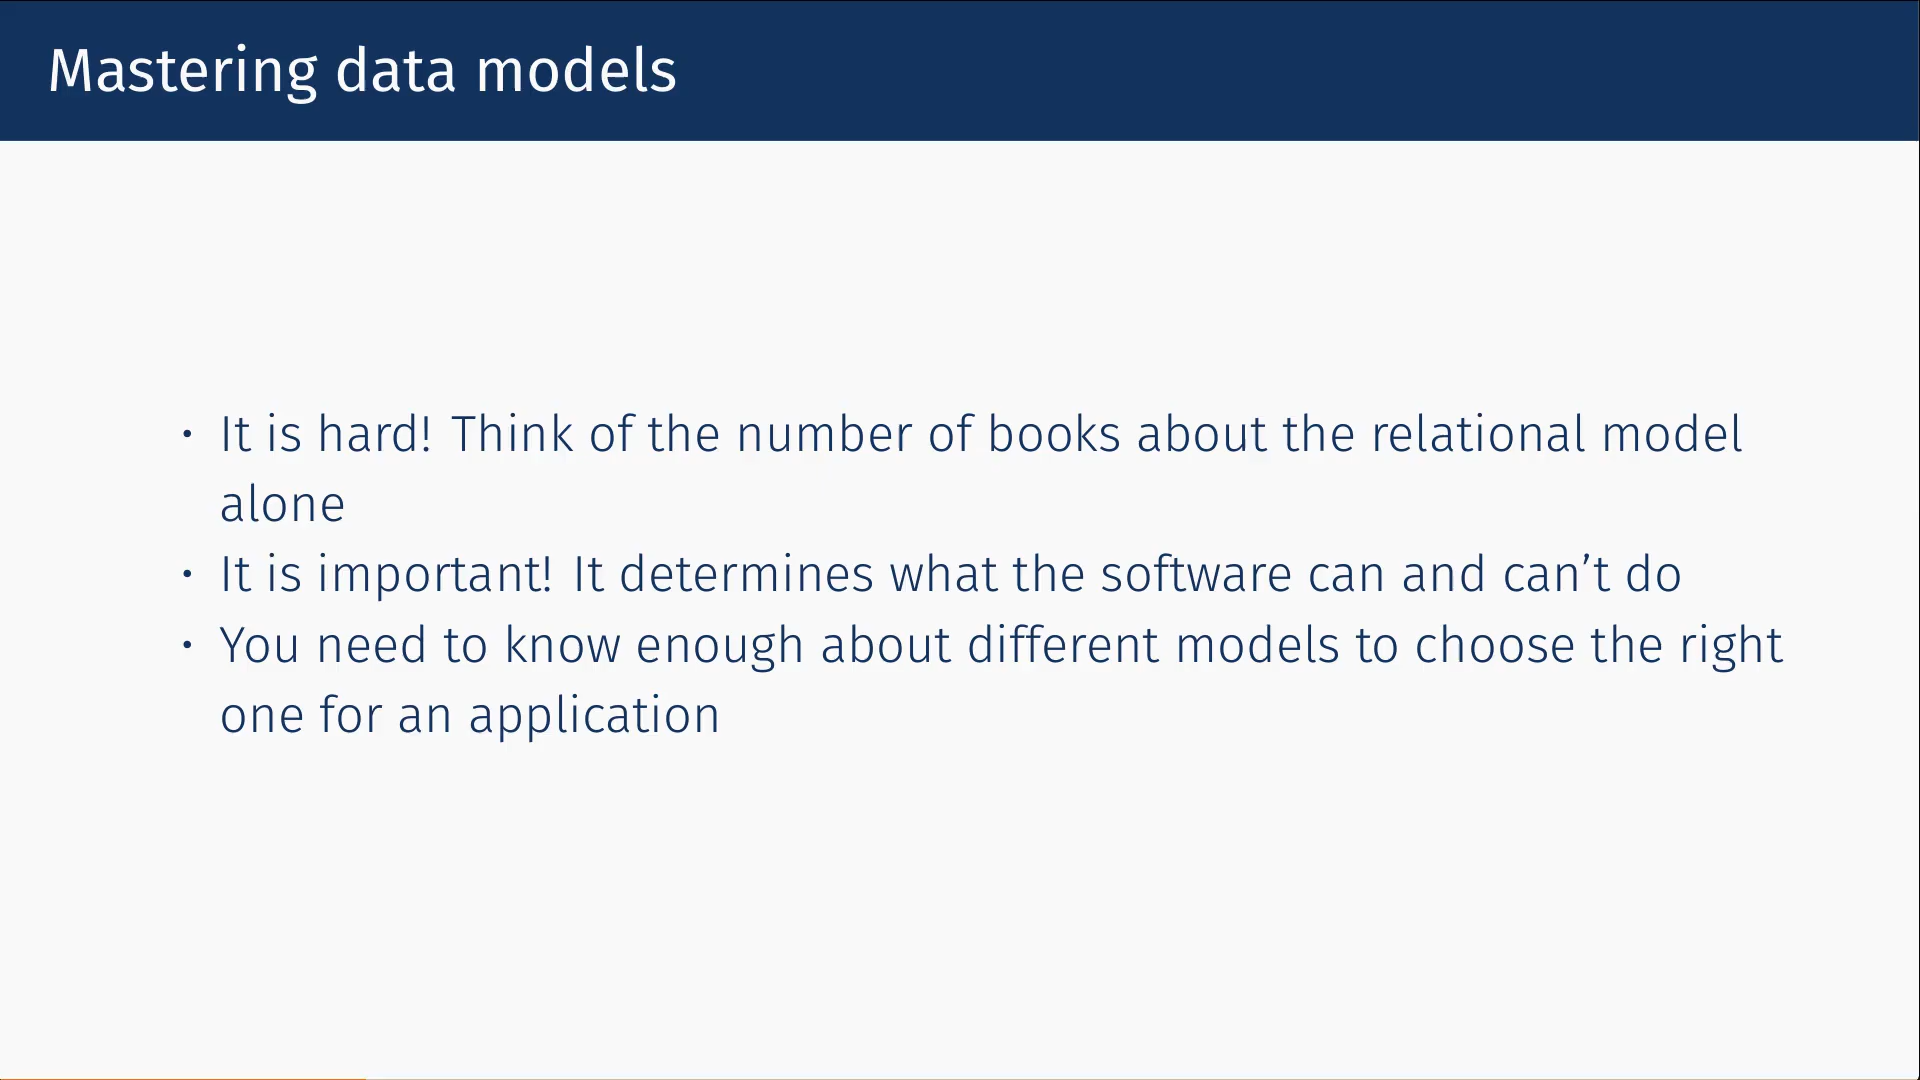 Mastering data models
• It is hard! Think of the number of books about the relational model
alone
• It is important! It determines what the software can and can’t do
• You need to know enough about different models to choose the right
one for an application